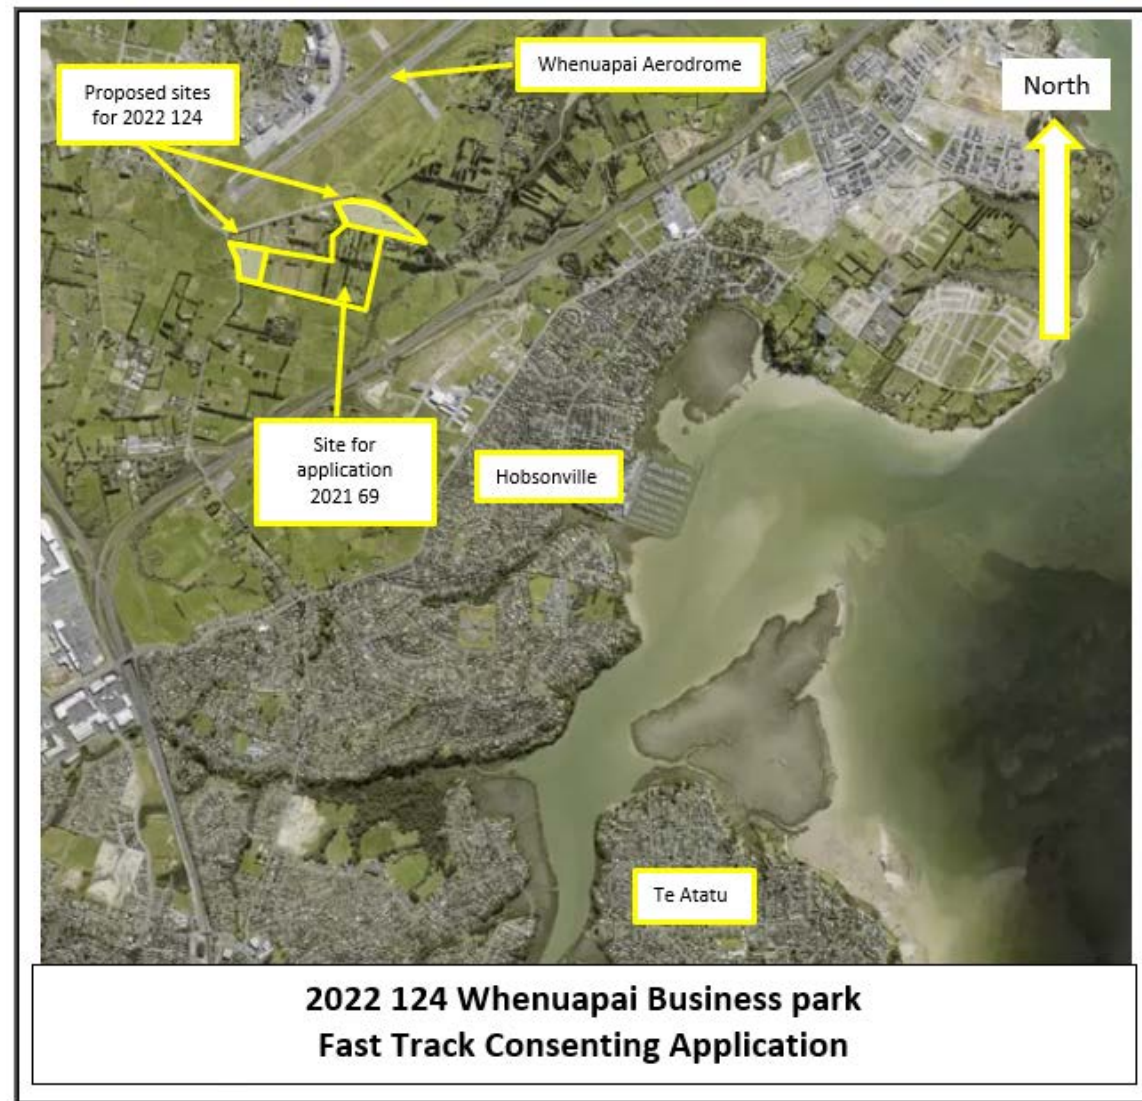 Whenuapai Aerodrome
North
Proposed sites
for 2022 124
Site for
application
2021 69
Hobsonville
Te Atatu
2022 124 Whenuapai Business park
Fast Track Consenting Application